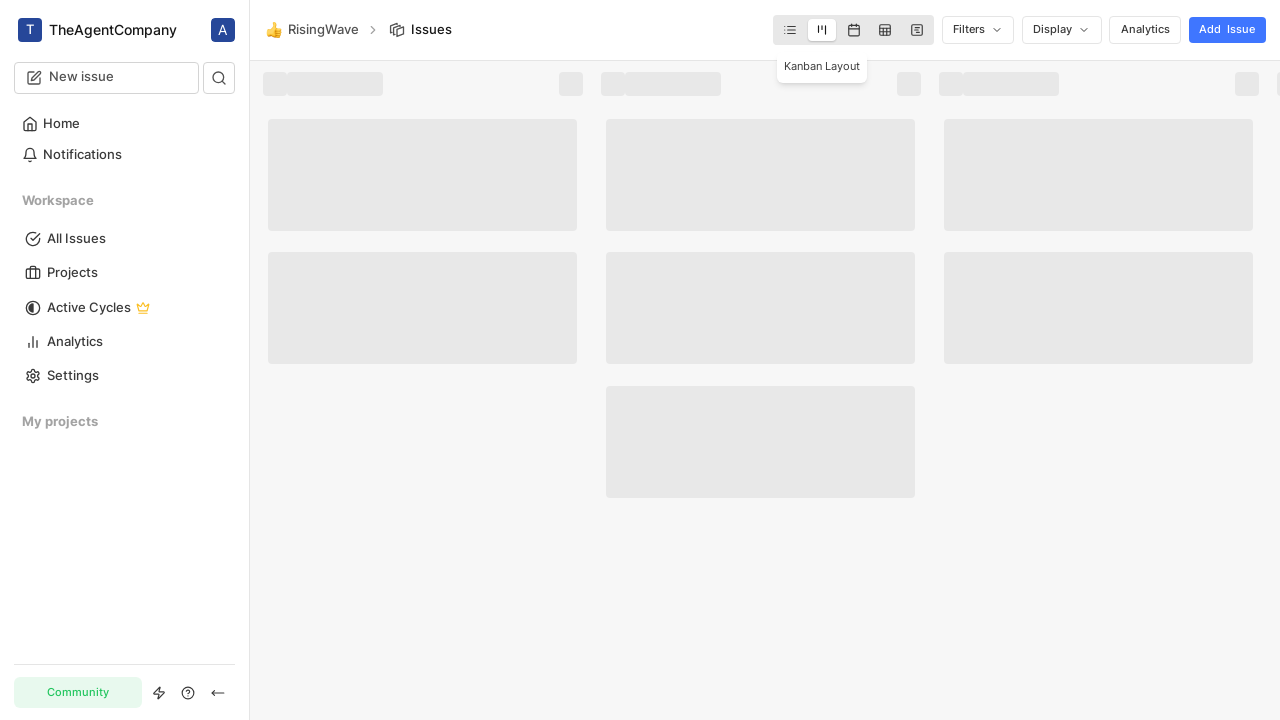 T TheAgentCompany A
New issue
Home
Notifications
Workspace
All Issues
Projects
Active Cycles
Analytics
Settings
My projects
Community
RisingWave Issues
Filters Display Analytics Add Issue
Kanban Layout